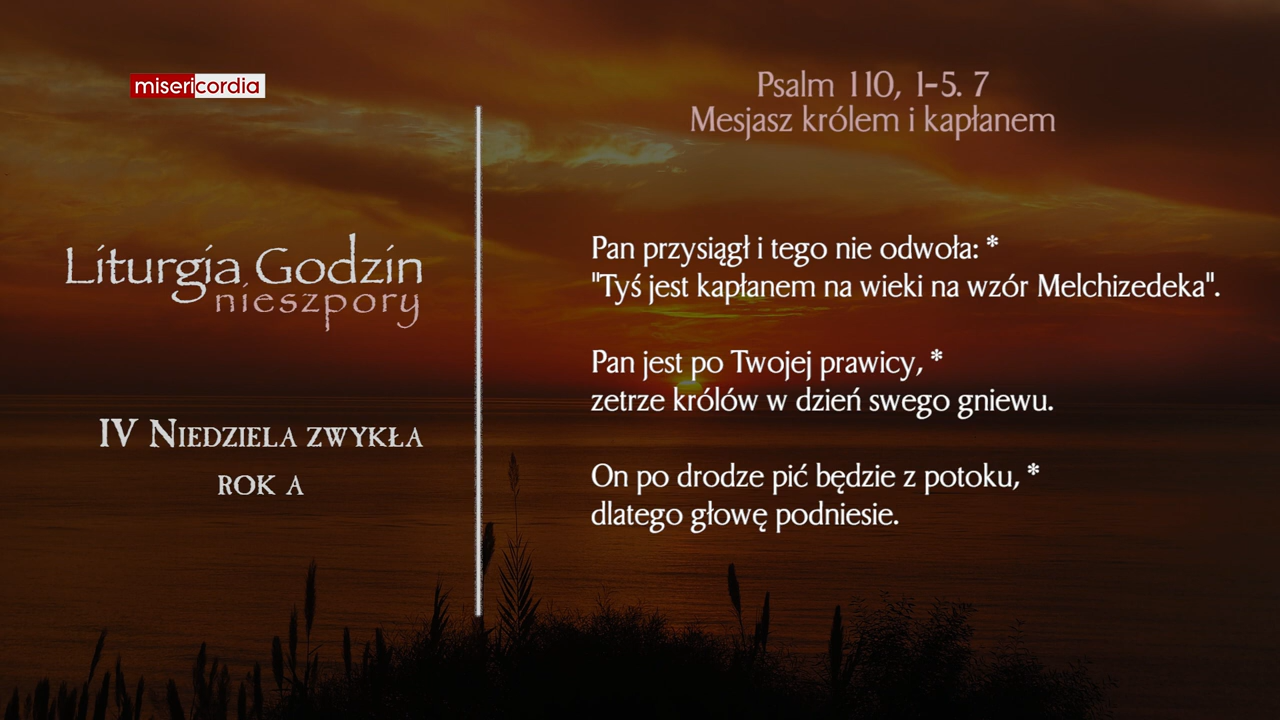 misericordia
Liturgia Godzin
nieszpory
IV Niedziela zwykła
rok A
Psalm 110, 1-5. 7
Mesjasz królem i kapłanem
Pan przysiągł i tego nie odwoła: *
"Tyś jest kapłanem na wieki na wzór Melchizedeka".
Pan jest po Twojej prawicy, *
zetrze królów w dzień swego gniewu.
On po drodze pić będzie z potoku, *
dlatego głowę podniesie.